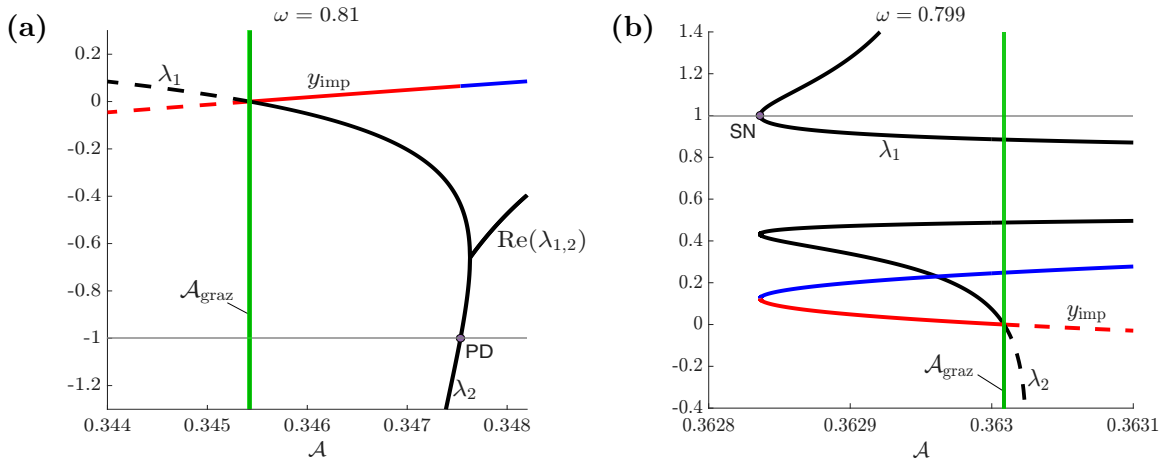 (a)
ω = 0.81
0.2
0
-0.2
-0.4
-0.6
-0.8
-1
-1.2
λ₁
y_imp
Re(λ₁,₂)
𝒜_graz
PD
λ₂
0.344
0.345
0.346
0.347
0.348
𝒜
(b)
ω = 0.799
1.4
1.2
1
0.8
0.6
0.4
0.2
0
-0.2
-0.4
SN
λ₁
y_imp
𝒜_graz
λ₂
0.3628
0.3629
0.363
0.3631
𝒜